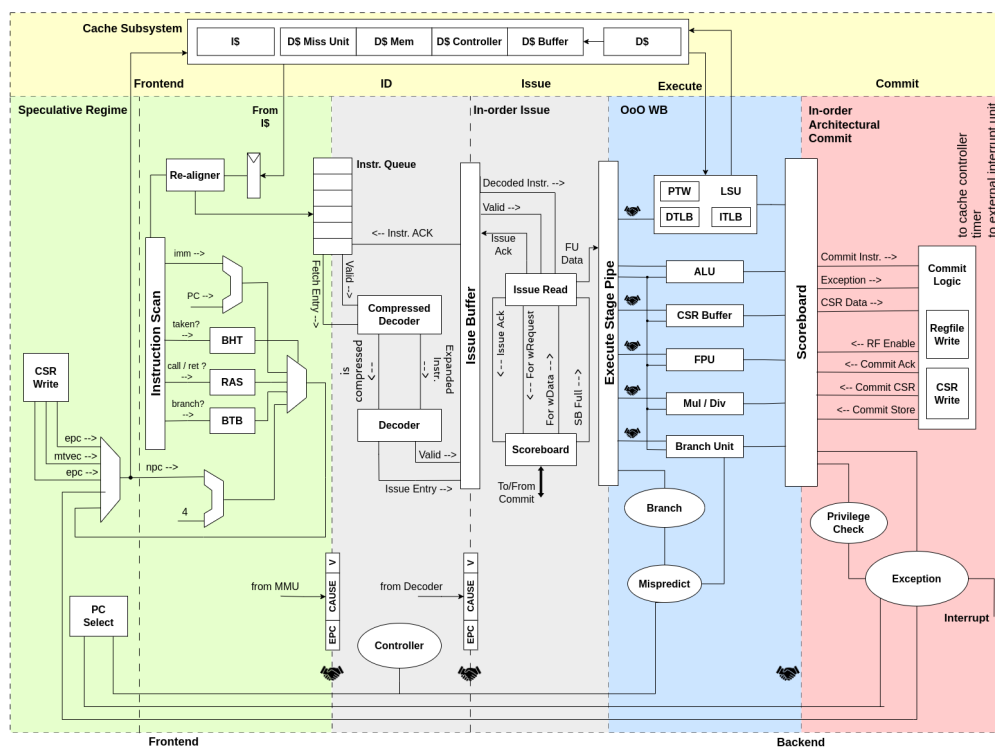 Cache Subsystem
I$
D$ Miss Unit
D$ Mem
D$ Controller
D$ Buffer
D$
Frontend
ID
Issue
Execute
Commit
Speculative Regime
From
I$
In-order Issue
OoO WB
In-order
Architectural
Commit
to cache controller
timer
to external interrupt unit
Re-aligner
Instr. Queue
Decoded Instr. -->
Valid -->
<-- Instr. ACK
Issue
Ack
FU
Data
PTW
LSU
DTLB
ITLB
Instruction Scan
imm -->
PC -->
taken?
-->
BHT
call / ret ?
-->
RAS
branch?
-->
BTB
Fetch Entry -->
Valid -->
Compressed
Decoder
is
compressed
-->
Expanded
Instr.
-->
Decoder
Valid -->
Issue Entry -->
Issue Buffer
Issue Read
<-- Issue Ack
<-- For wRequest
For wData -->
SB Full -->
Scoreboard
To/From
Commit
Execute Stage Pipe
ALU
CSR Buffer
FPU
Mul / Div
Branch Unit
Scoreboard
Commit Instr. -->
Exception -->
CSR Data -->
<-- RF Enable
<-- Commit Ack
<-- Commit CSR
<-- Commit Store
Commit
Logic
Regfile
Write
CSR
Write
CSR
Write
epc -->
mtvec -->
epc -->
npc -->
4
Branch
Mispredict
Privilege
Check
Exception
Interrupt
from MMU
V
CAUSE
EPC
from Decoder
V
CAUSE
EPC
PC
Select
Controller
Frontend
Backend